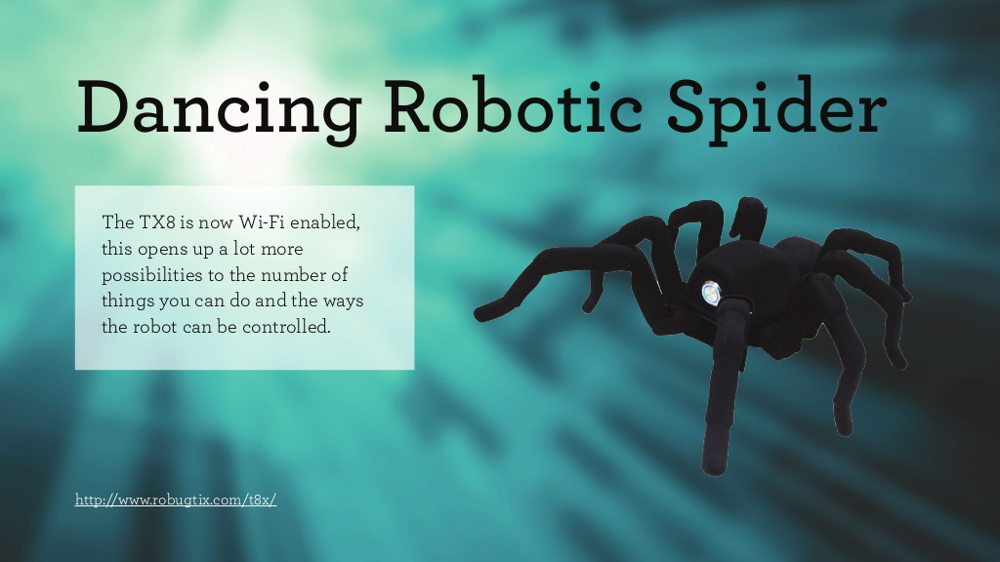 Dancing Robotic Spider
The TX8 is now Wi-Fi enabled,
this opens up a lot more
possibilities to the number of
things you can do and the ways
the robot can be controlled.
http://www.robugtix.com/t8x/